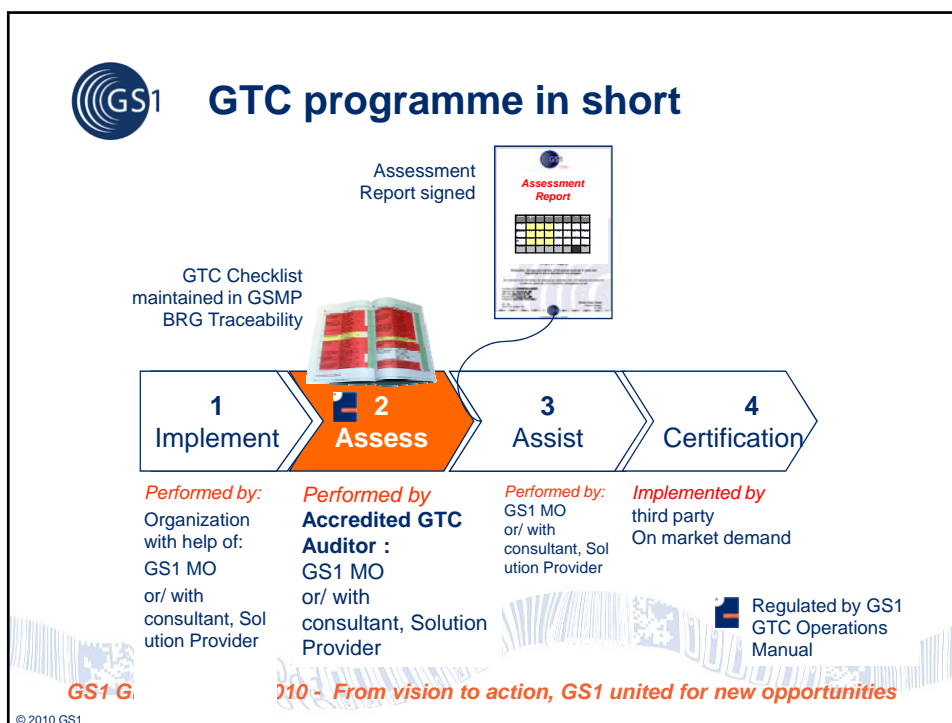 GS1
GTC programme in short
Assessment
Report signed
GS1
Assessment
Report
GTC Checklist
maintained in GSMP
BRG Traceability
1
Implement
2
Assess
3
Assist
4
Certification
Performed by:
Organization
with help of:
GS1 MO
or/ with
consultant, Sol
ution Provider
Performed by
Accredited GTC
Auditor :
GS1 MO
or/ with
consultant, Solution
Provider
Performed by:
GS1 MO
or/ with
consultant, Sol
ution Provider
Implemented by
third party
On market demand
Regulated by GS1
GTC Operations
Manual
GS1 G 010 - From vision to action, GS1 united for new opportunities
© 2010 GS1